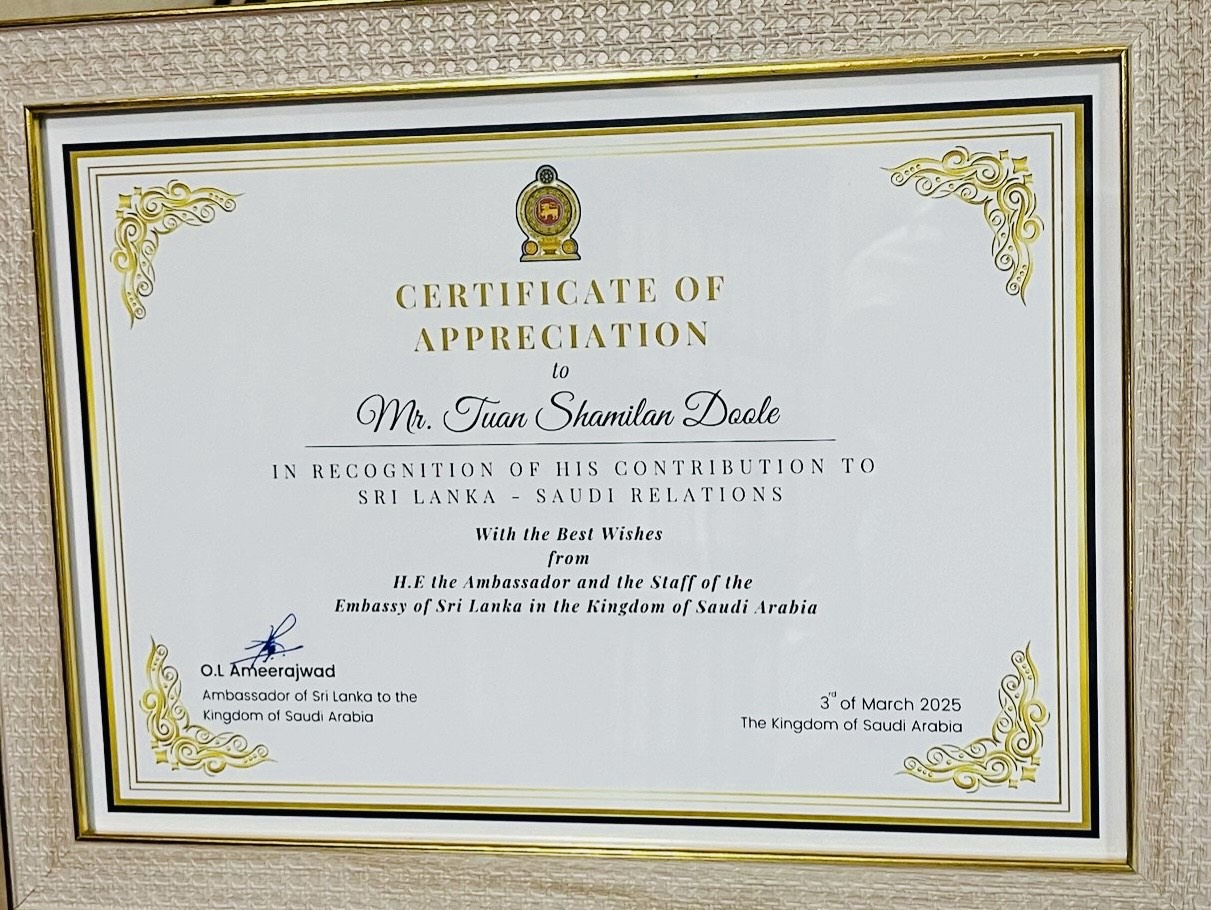 CERTIFICATE OF
APPRECIATION
to
Mr. Tuan Shamilan Doole
IN RECOGNITION OF HIS CONTRIBUTION TO
SRI LANKA - SAUDI RELATIONS
With the Best Wishes
from
H.E the Ambassador and the Staff of the
Embassy of Sri Lanka in the Kingdom of Saudi Arabia
O.L Ameerajwad
Ambassador of Sri Lanka to the
Kingdom of Saudi Arabia
3rd of March 2025
The Kingdom of Saudi Arabia